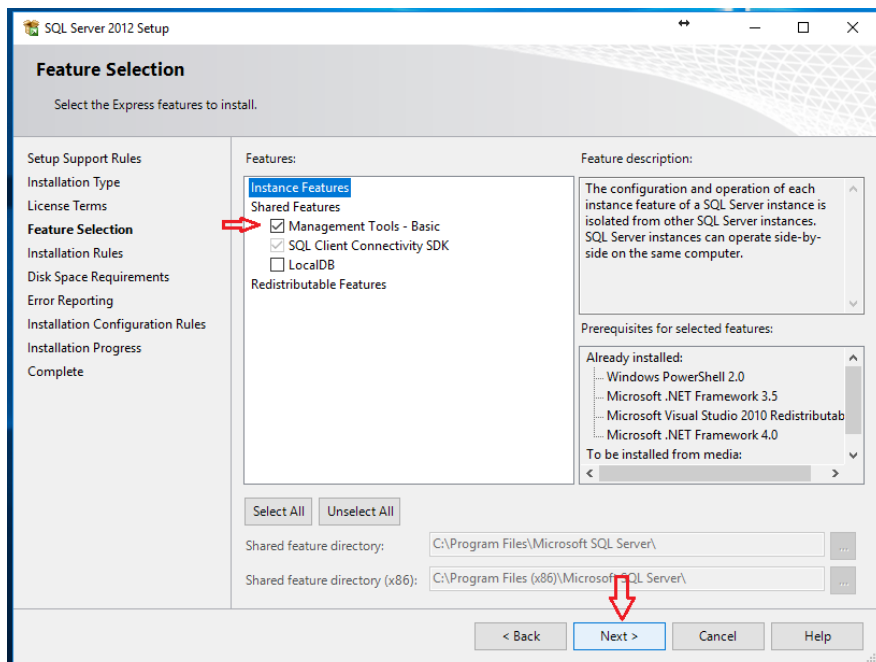 SQL Server 2012 Setup
Feature Selection
Select the Express features to install.
Setup Support Rules
Installation Type
License Terms
Feature Selection
Installation Rules
Disk Space Requirements
Error Reporting
Installation Configuration Rules
Installation Progress
Complete
Features:
Instance Features
Shared Features
Management Tools - Basic
SQL Client Connectivity SDK
LocalDB
Redistributable Features
Feature description:
The configuration and operation of each
instance feature of a SQL Server instance is
isolated from other SQL Server instances.
SQL Server instances can operate side-by-
side on the same computer.
Prerequisites for selected features:
Already installed:
Windows PowerShell 2.0
Microsoft .NET Framework 3.5
Microsoft Visual Studio 2010 Redistributab
Microsoft .NET Framework 4.0
To be installed from media:
Select All
Unselect All
Shared feature directory:
C:\Program Files\Microsoft SQL Server\
...
Shared feature directory (x86):
C:\Program Files (x86)\Microsoft SQL Server\
...
< Back
Next >
Cancel
Help